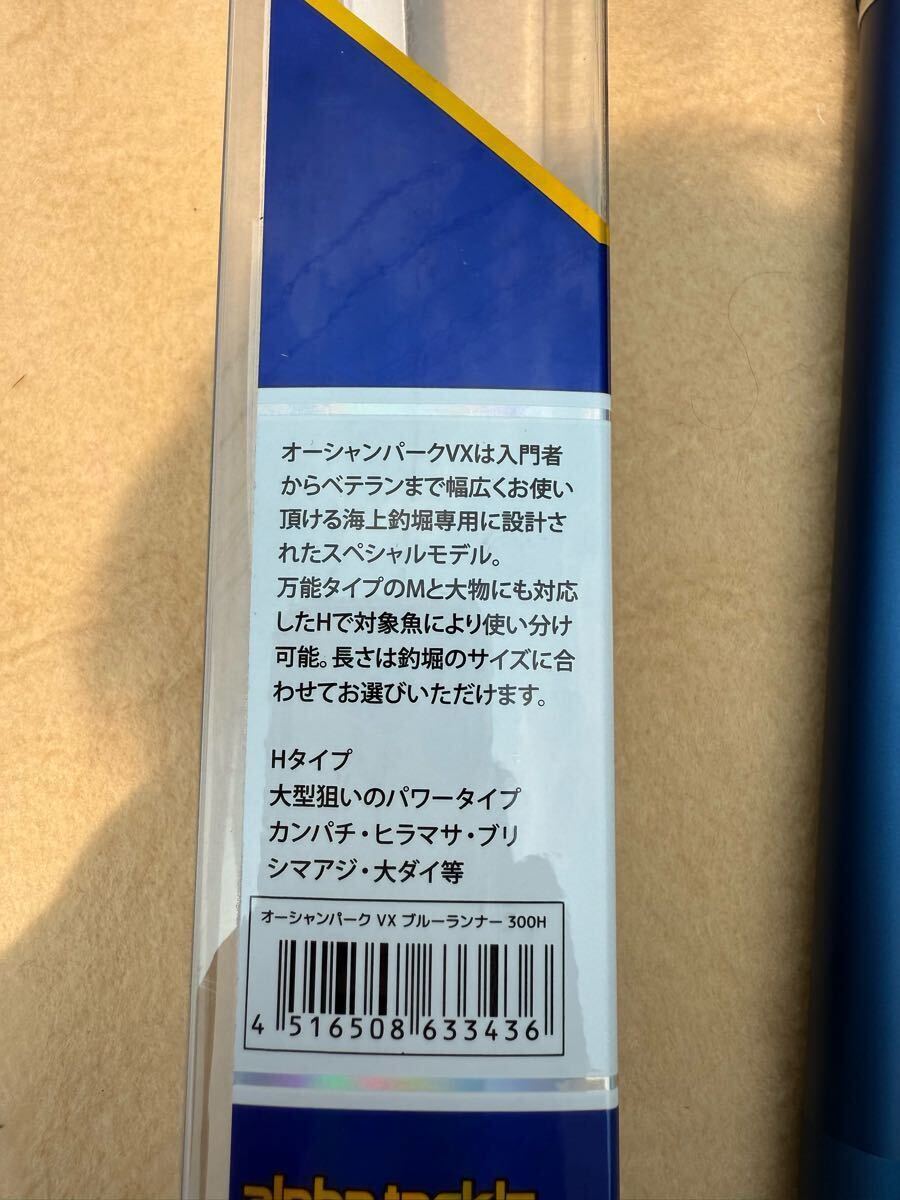 オーシャンパークVXは入門者
からベテランまで幅広くお使い
頂ける海上釣堀専用に設計さ
れたスペシャルモデル。
万能タイプのMと大物にも対応
したHで対象魚により使い分け
可能。長さは釣堀のサイズに合
わせてお選びいただけます。
Hタイプ
大型狙いのパワータイプ
カンパチ・ヒラマサ・ブリ
シマアジ・大ダイ等
オーシャンパーク VX ブルーランナー 300H
4 516508 633436
alpha tackle